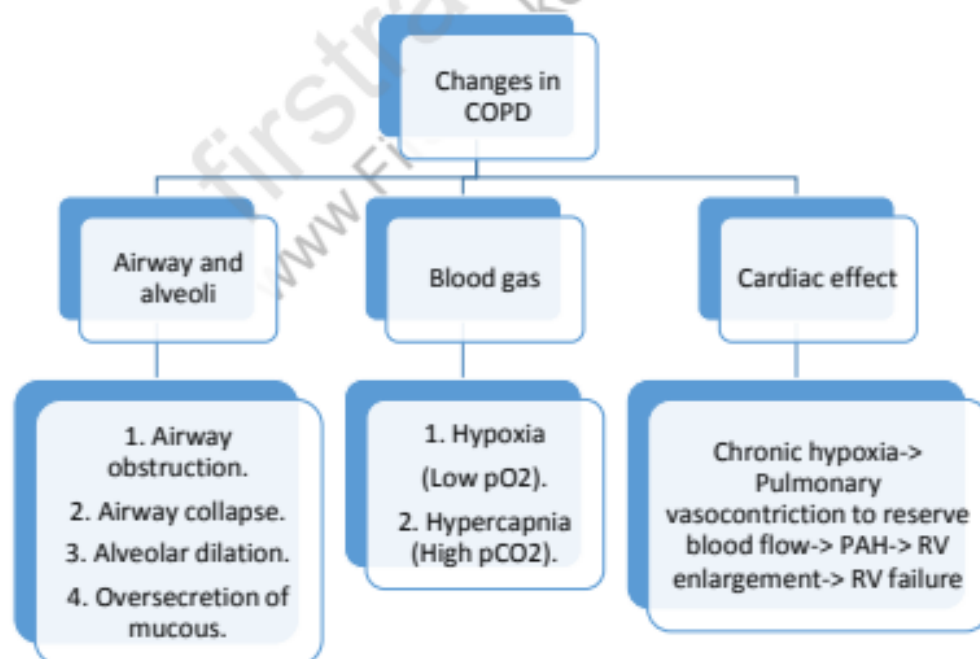 Changes in
COPD
Airway and
alveoli
Blood gas
Cardiac effect
1. Airway
obstruction.
2. Airway collapse.
3. Alveolar dilation.
4. Oversecretion of
mucous.
1. Hypoxia
(Low pO2).
2. Hypercapnia
(High pCO2).
Chronic hypoxia->
Pulmonary
vasocontriction to reserve
blood flow-> PAH-> RV
enlargement-> RV failure